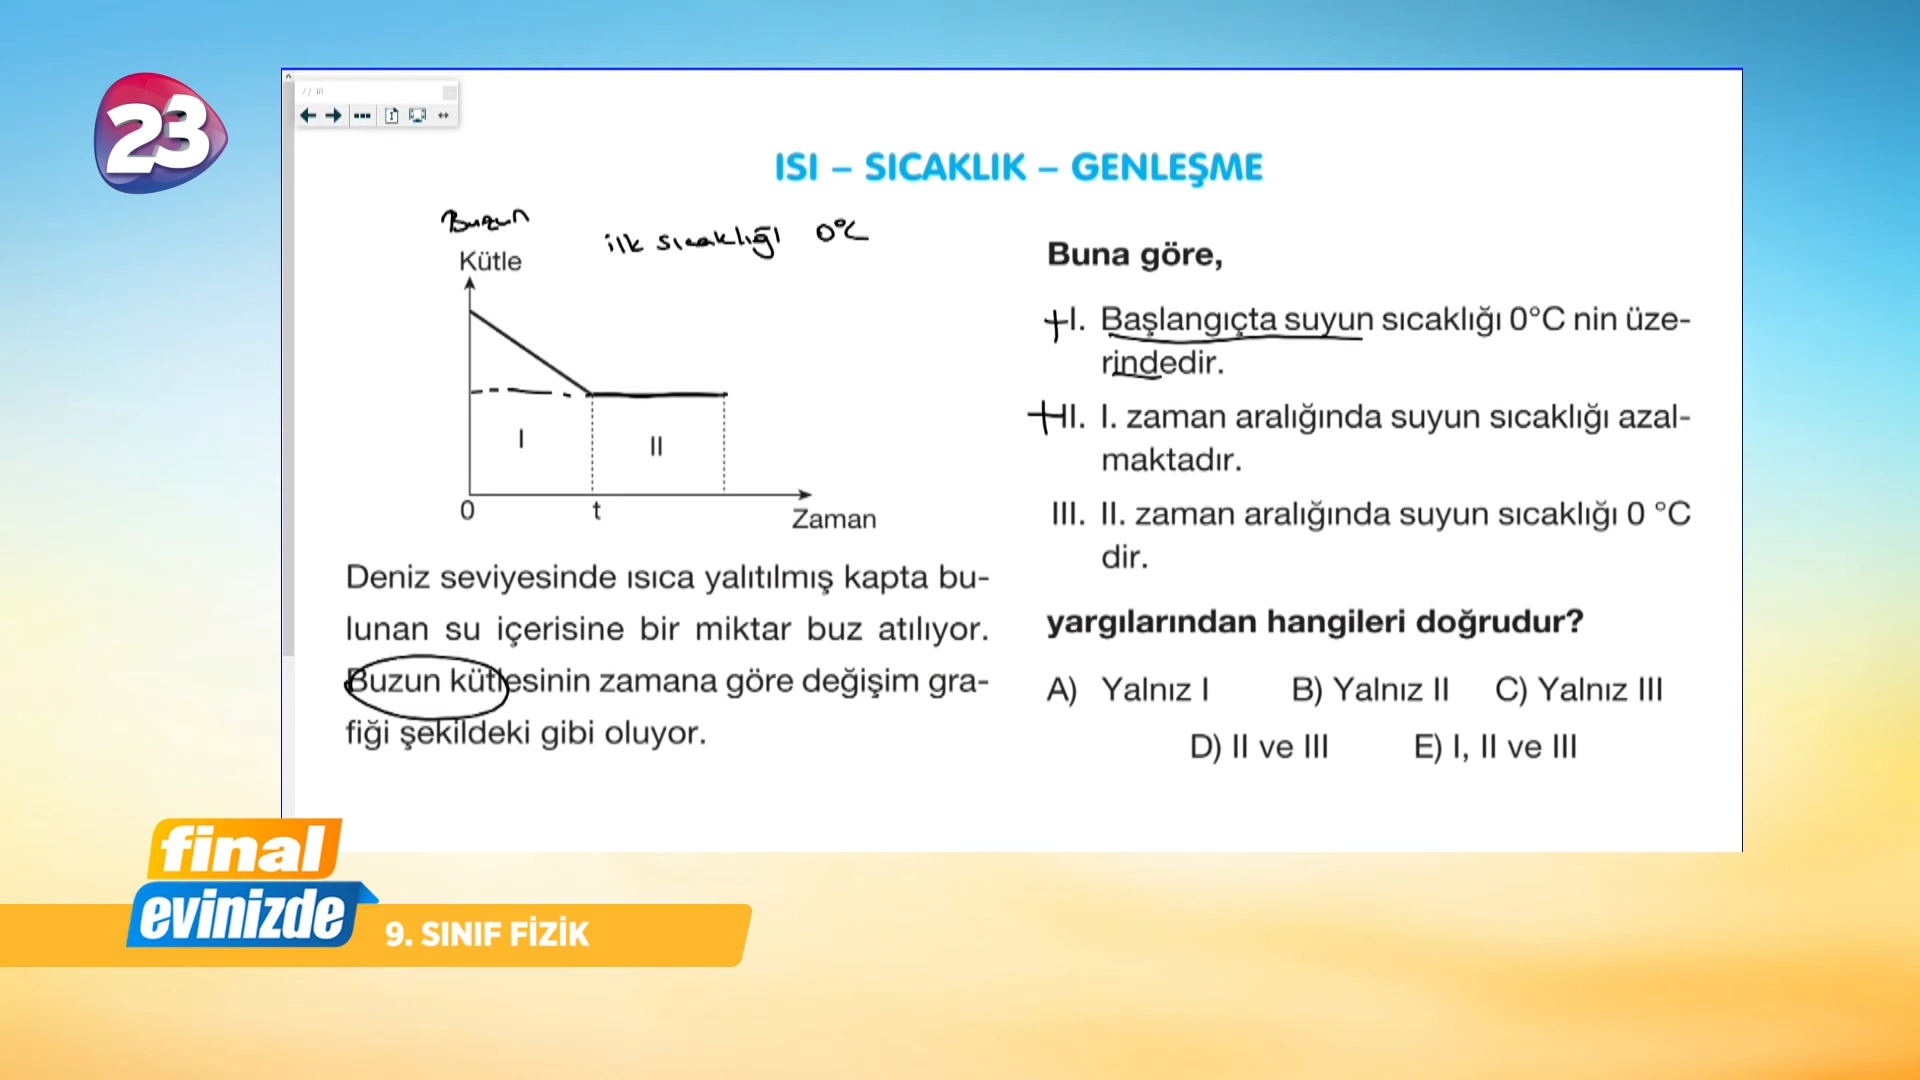 23
// III
ISI – SICAKLIK – GENLEŞME
Buzun
ilk sıcaklığı 0°C
Kütle
I
II
0
t
Zaman
Deniz seviyesinde ısıca yalıtılmış kapta bu-
lunan su içerisine bir miktar buz atılıyor.
Buzun kütlesinin zamana göre değişim gra-
fiği şekildeki gibi oluyor.
Buna göre,
I. Başlangıçta suyun sıcaklığı 0°C nin üze-
rindedir.
II. I. zaman aralığında suyun sıcaklığı azal-
maktadır.
III. II. zaman aralığında suyun sıcaklığı 0 °C
dir.
yargılarından hangileri doğrudur?
A) Yalnız I B) Yalnız II C) Yalnız III
D) II ve III E) I, II ve III
final
evinizde
9. SINIF FİZİK